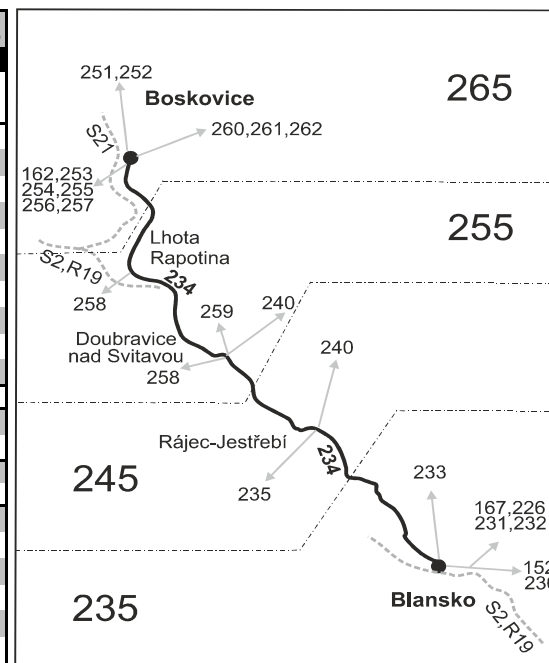 251,252
Boskovice
265
S21
260,261,262
162,253
254,255
256,257
255
Lhota
Rapotina
S2,R19
234
258
259
240
Doubravice
nad Svitavou
258
240
Rájec-Jestřebí
234
245
235
233
167,226
231,232
152
Blansko
S2,R19
235